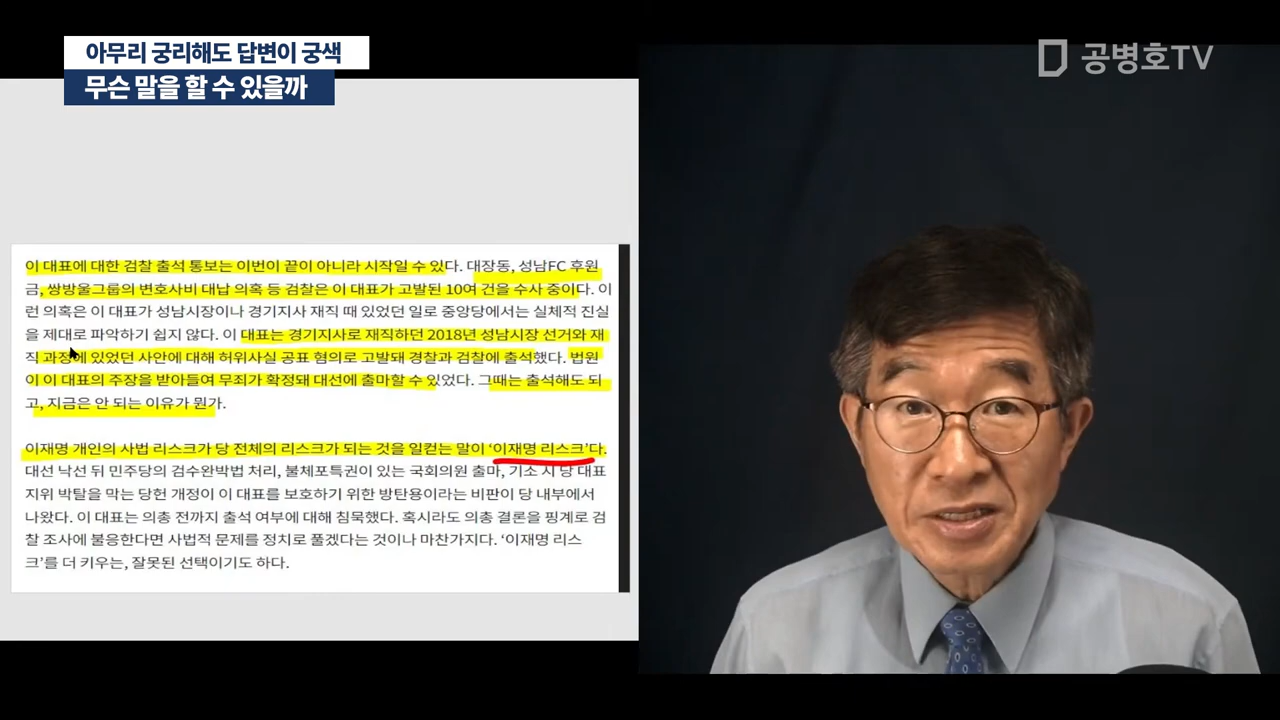 아무리 궁리해도 답변이 궁색
무슨 말을 할 수 있을까
공병호TV
이 대표에 대한 검찰 출석 통보는 이번이 끝이 아니라 시작일 수 있다. 대장동, 성남FC 후원
금, 쌍방울그룹의 변호사비 대납 의혹 등 검찰은 이 대표가 고발된 10여 건을 수사 중이다. 이
런 의혹은 이 대표가 성남시장이나 경기지사 재직 때 있었던 일로 중앙당에서는 실체적 진실
을 제대로 파악하기 쉽지 않다. 이 대표는 경기지사로 재직하던 2018년 성남시장 선거와 재
직 과정에 있었던 사안에 대해 허위사실 공표 혐의로 고발돼 경찰과 검찰에 출석했다. 법원
이 이 대표의 주장을 받아들여 무죄가 확정돼 대선에 출마할 수 있었다. 그때는 출석해도 되
고, 지금은 안 되는 이유가 뭔가.
이재명 개인의 사법 리스크가 당 전체의 리스크가 되는 것을 일컫는 말이 ‘이재명 리스크’다.
대선 낙선 뒤 민주당의 검수완박법 처리, 불체포특권이 있는 국회의원 출마, 기소 시 당 대표
지위 박탈을 막는 당헌 개정이 이 대표를 보호하기 위한 방탄용이라는 비판이 당 내부에서
나왔다. 이 대표는 의총 전까지 출석 여부에 대해 침묵했다. 혹시라도 의총 결론을 핑계로 검
찰 조사에 불응한다면 사법적 문제를 정치로 풀겠다는 것이나 마찬가지다. ‘이재명 리스
크’를 더 키우는, 잘못된 선택이기도 하다.